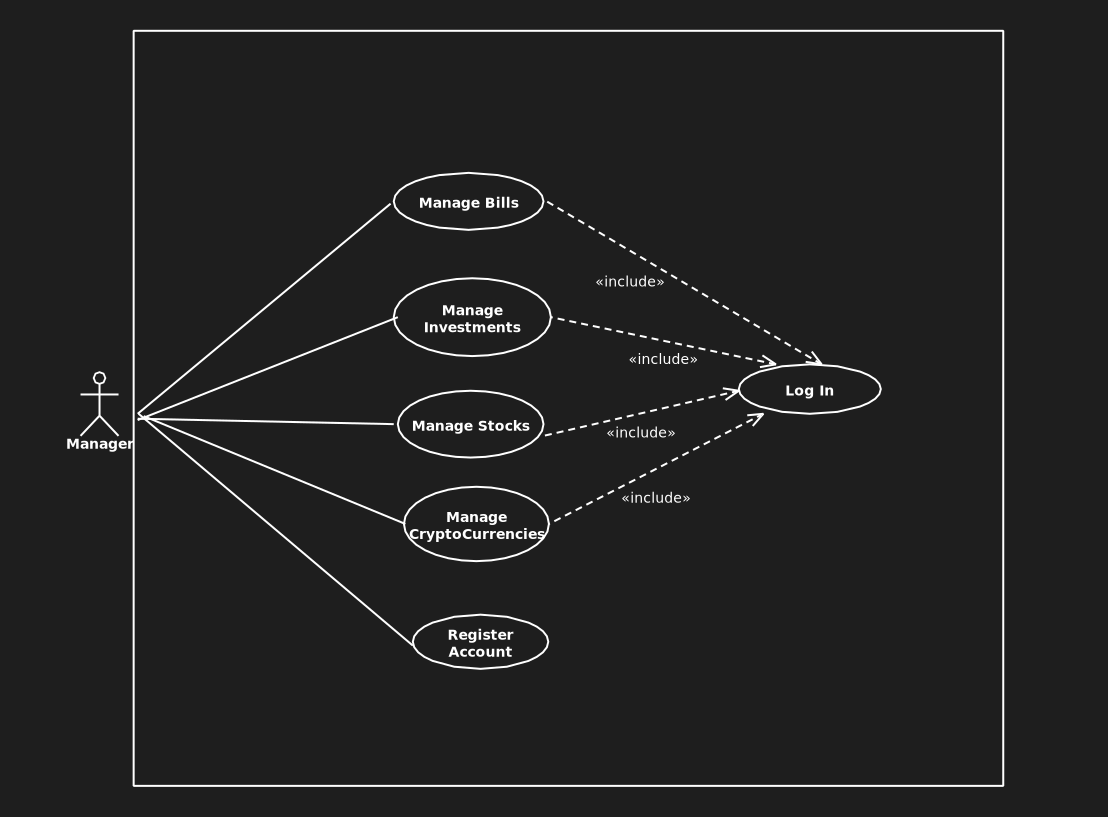 Manage Bills
«include»
Manage
Investments
«include»
Log In
Manage Stocks
«include»
Manager
«include»
Manage
CryptoCurrencies
Register
Account